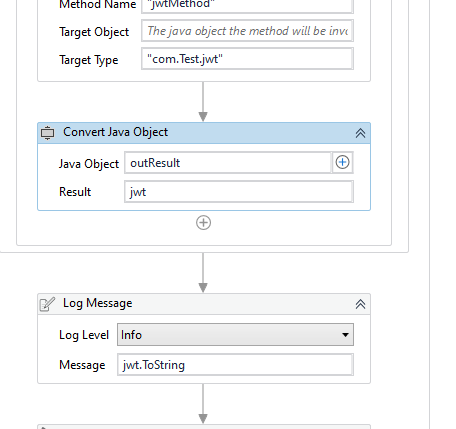 Method Name "jwtMethod"
Target Object The java object the method will be invo
Target Type "com.Test.jwt"
Convert Java Object
Java Object outResult
Result jwt
Log Message
Log Level Info
Message jwt.ToString